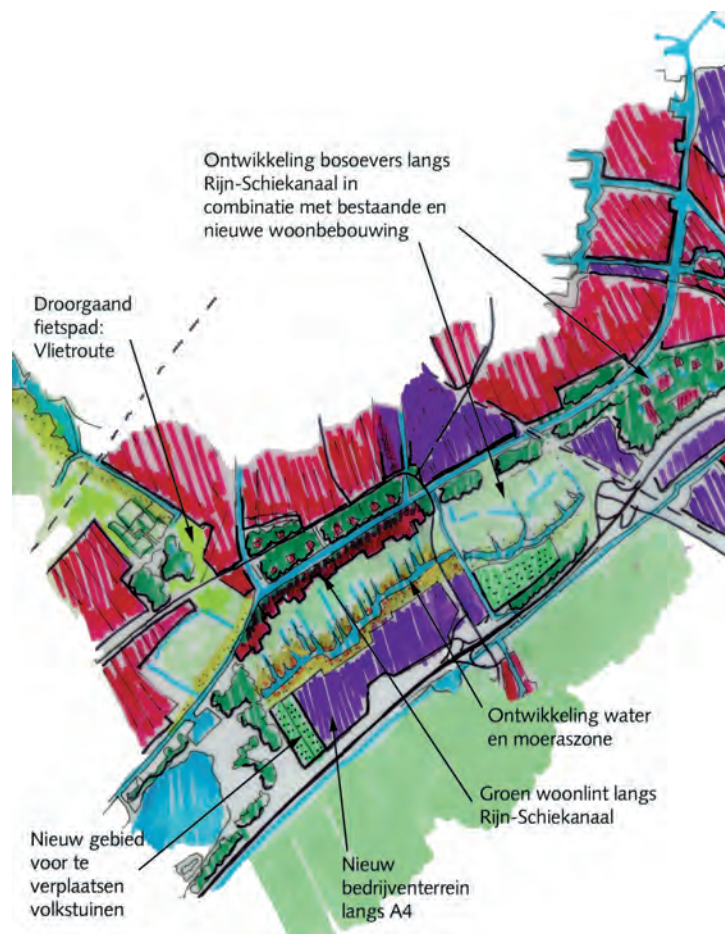 Ontwikkeling bosoevers langs
Rijn-Schiekanaal in
combinatie met bestaande en
nieuwe woonbebouwing
Droorgaand
fietspad:
Vlietroute
Ontwikkeling water
en moeraszone
Groen woonlint langs
Rijn-Schiekanaal
Nieuw gebied
voor te
verplaatsen
volkstuinen
Nieuw
bedrijventerrein
langs A4